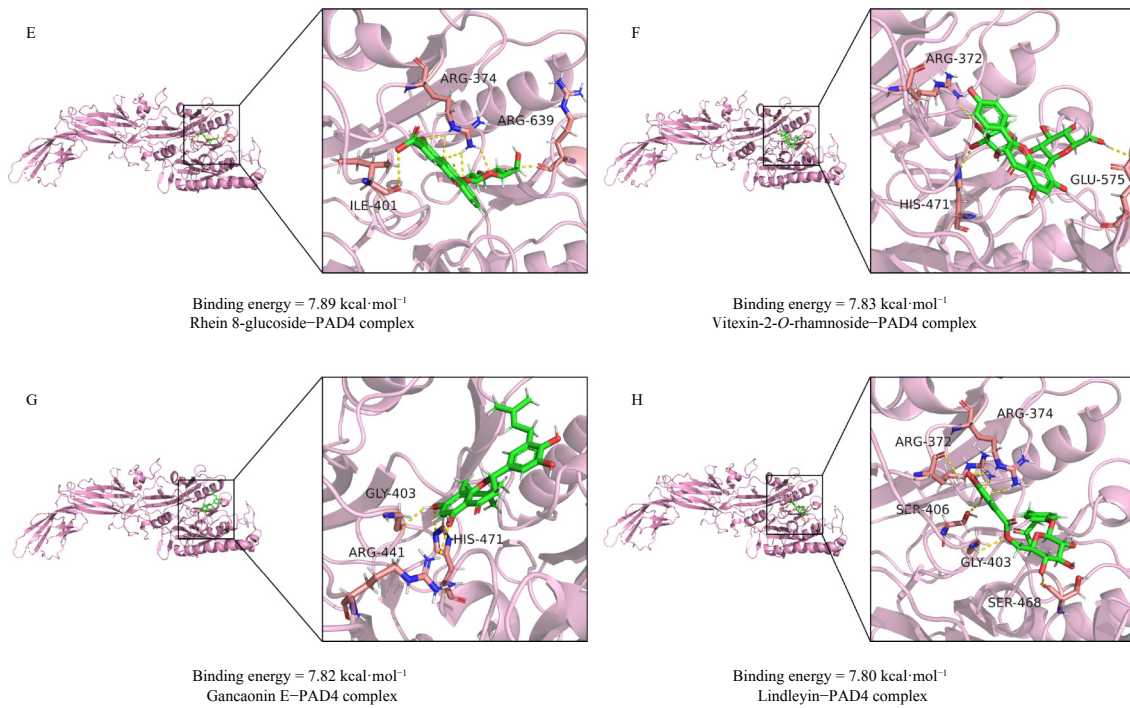 E
ARG-374
ARG-639
ILE-401
Binding energy = 7.89 kcal·mol⁻¹
Rhein 8-glucoside−PAD4 complex
F
ARG-372
GLU-575
HIS-471
Binding energy = 7.83 kcal·mol⁻¹
Vitexin-2-O-rhamnoside−PAD4 complex
G
GLY-403
HIS-471
ARG-441
Binding energy = 7.82 kcal·mol⁻¹
Gancaonin E−PAD4 complex
H
ARG-374
ARG-372
SER-406
GLY-403
SER-468
Binding energy = 7.80 kcal·mol⁻¹
Lindleyin−PAD4 complex